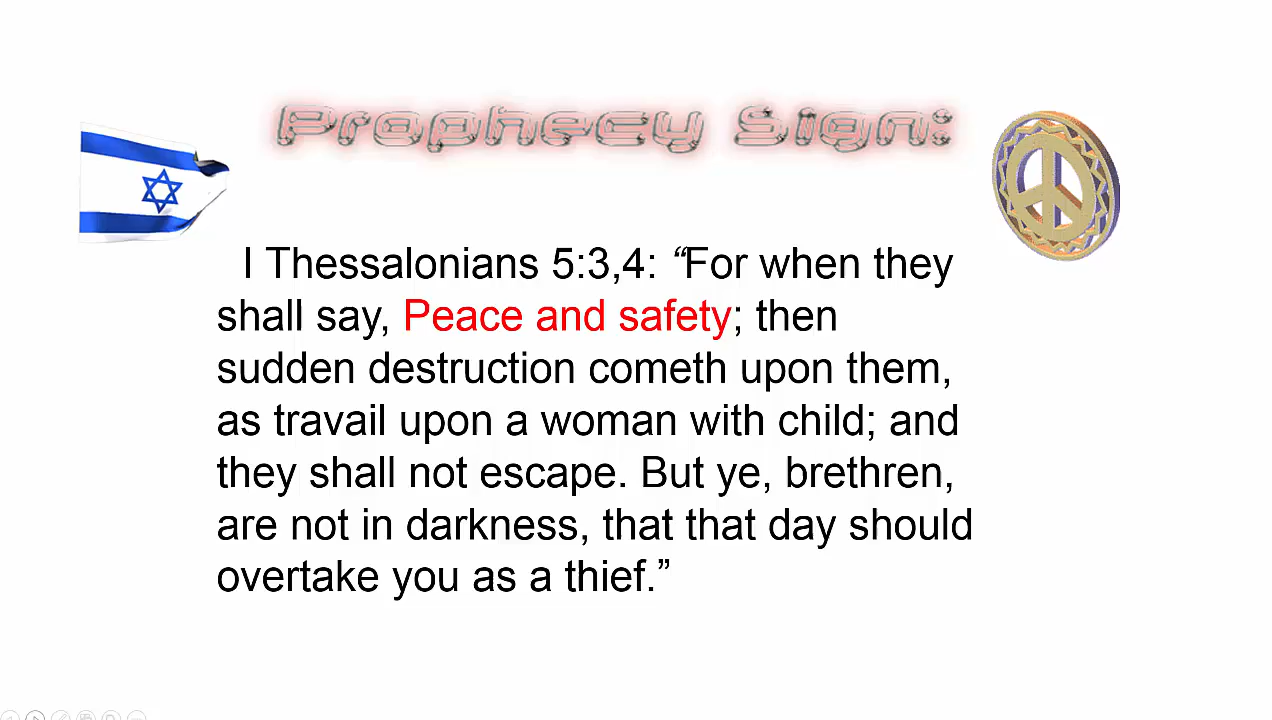 Prophecy Sign:
I Thessalonians 5:3,4: “For when they
shall say, Peace and safety; then
sudden destruction cometh upon them,
as travail upon a woman with child; and
they shall not escape. But ye, brethren,
are not in darkness, that that day should
overtake you as a thief.”